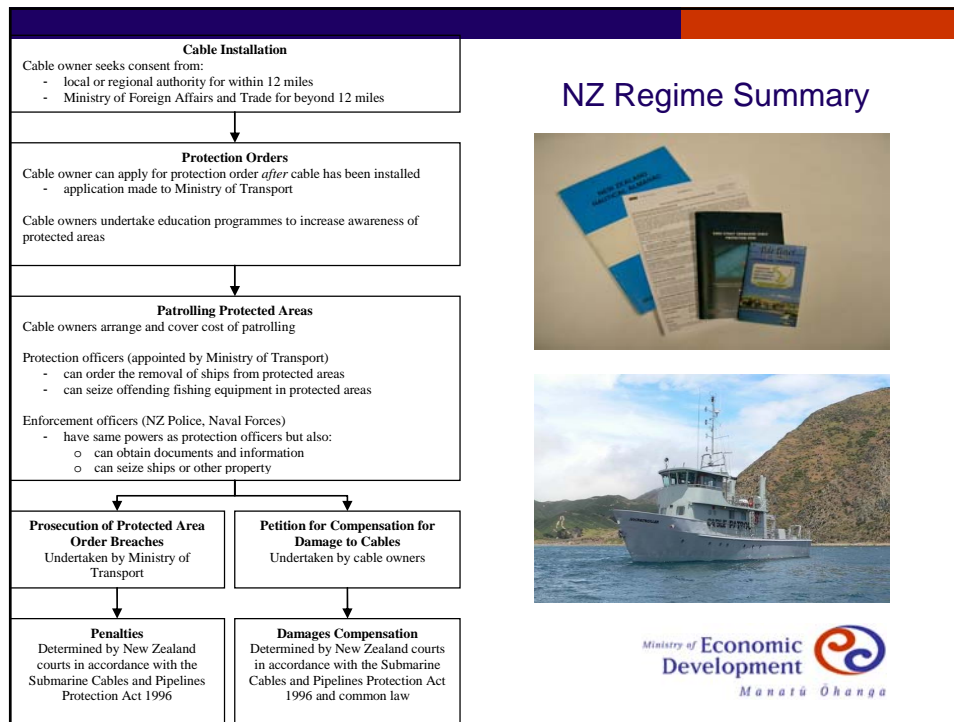 Cable Installation
Cable owner seeks consent from:
- local or regional authority for within 12 miles
- Ministry of Foreign Affairs and Trade for beyond 12 miles
Protection Orders
Cable owner can apply for protection order after cable has been installed
- application made to Ministry of Transport
Cable owners undertake education programmes to increase awareness of
protected areas
Patrolling Protected Areas
Cable owners arrange and cover cost of patrolling
Protection officers (appointed by Ministry of Transport)
- can order the removal of ships from protected areas
- can seize offending fishing equipment in protected areas
Enforcement officers (NZ Police, Naval Forces)
- have same powers as protection officers but also:
o can obtain documents and information
o can seize ships or other property
Prosecution of Protected Area
Order Breaches
Undertaken by Ministry of
Transport
Petition for Compensation for
Damage to Cables
Undertaken by cable owners
Penalties
Determined by New Zealand
courts in accordance with the
Submarine Cables and Pipelines
Protection Act 1996
Damages Compensation
Determined by New Zealand courts
in accordance with the Submarine
Cables and Pipelines Protection Act
1996 and common law
NZ Regime Summary
NEW ZEALAND
NAUTICAL ALMANAC
CABLE PATROL
Ministry of Economic
Development
Manatū Ōhanga